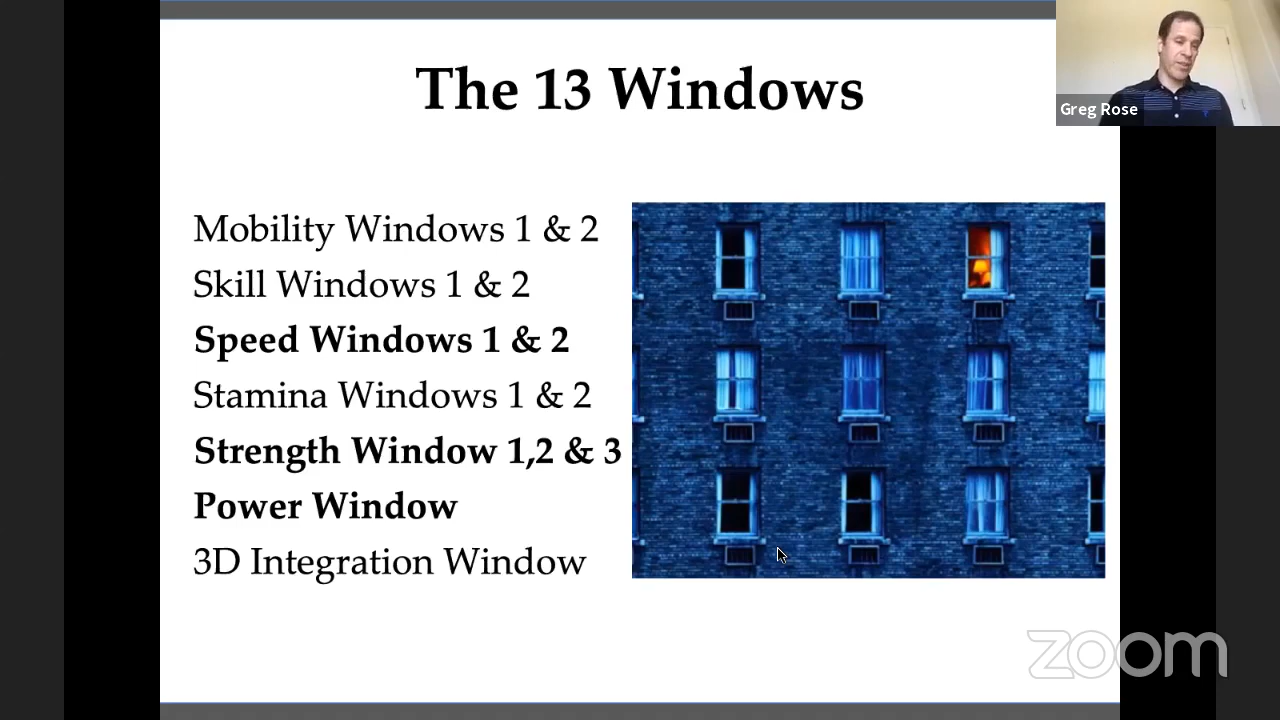 The 13 Windows
Greg Rose
Mobility Windows 1 & 2
Skill Windows 1 & 2
Speed Windows 1 & 2
Stamina Windows 1 & 2
Strength Window 1,2 & 3
Power Window
3D Integration Window
zoom